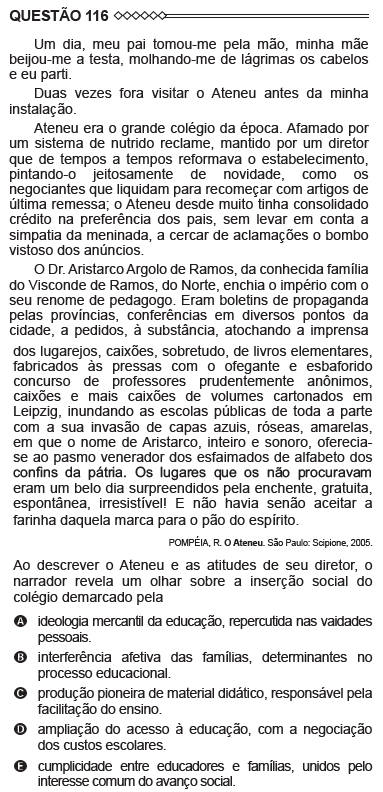 QUESTÃO 116
Um dia, meu pai tomou-me pela mão, minha mãe
beijou-me a testa, molhando-me de lágrimas os cabelos
e eu parti.
Duas vezes fora visitar o Ateneu antes da minha
instalação.
Ateneu era o grande colégio da época. Afamado por
um sistema de nutrido reclame, mantido por um diretor
que de tempos a tempos reformava o estabelecimento,
pintando-o jeitosamente de novidade, como os
negociantes que liquidam para recomeçar com artigos de
última remessa; o Ateneu desde muito tinha consolidado
crédito na preferência dos pais, sem levar em conta a
simpatia da meninada, a cercar de aclamações o bombo
vistoso dos anúncios.
O Dr. Aristarco Argolo de Ramos, da conhecida família
do Visconde de Ramos, do Norte, enchia o império com o
seu renome de pedagogo. Eram boletins de propaganda
pelas províncias, conferências em diversos pontos da
cidade, a pedidos, à substância, atochando a imprensa
dos lugarejos, caixões, sobretudo, de livros elementares,
fabricados às pressas com o ofegante e esbaforido
concurso de professores prudentemente anônimos,
caixões e mais caixões de volumes cartonados em
Leipzig, inundando as escolas públicas de toda a parte
com a sua invasão de capas azuis, róseas, amarelas,
em que o nome de Aristarco, inteiro e sonoro, oferecia-
se ao pasmo venerador dos esfaimados de alfabeto dos
confins da pátria. Os lugares que os não procuravam
eram um belo dia surpreendidos pela enchente, gratuita,
espontânea, irresistível! E não havia senão aceitar a
farinha daquela marca para o pão do espírito.
POMPÉIA, R. O Ateneu. São Paulo: Scipione, 2005.
Ao descrever o Ateneu e as atitudes de seu diretor, o
narrador revela um olhar sobre a inserção social do
colégio demarcado pela
A ideologia mercantil da educação, repercutida nas vaidades
pessoais.
B interferência afetiva das famílias, determinantes no
processo educacional.
C produção pioneira de material didático, responsável pela
facilitação do ensino.
D ampliação do acesso à educação, com a negociação
dos custos escolares.
E cumplicidade entre educadores e famílias, unidos pelo
interesse comum do avanço social.